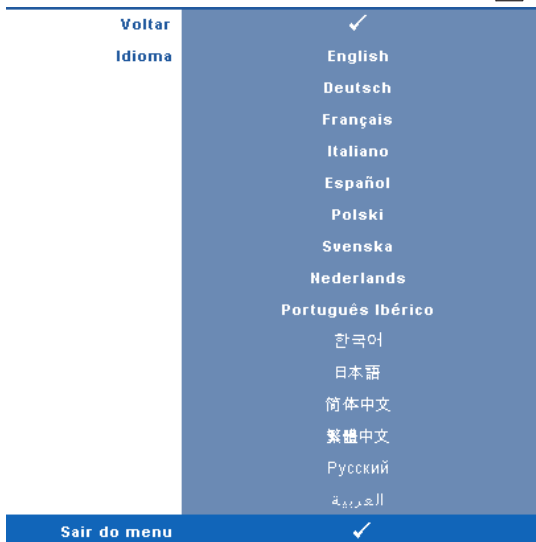 Voltar ✓
Idioma English
Deutsch
Français
Italiano
Español
Polski
Svenska
Nederlands
Português Ibérico
한국어
日本語
简体中文
繁體中文
Русский
العربية
Sair do menu ✓